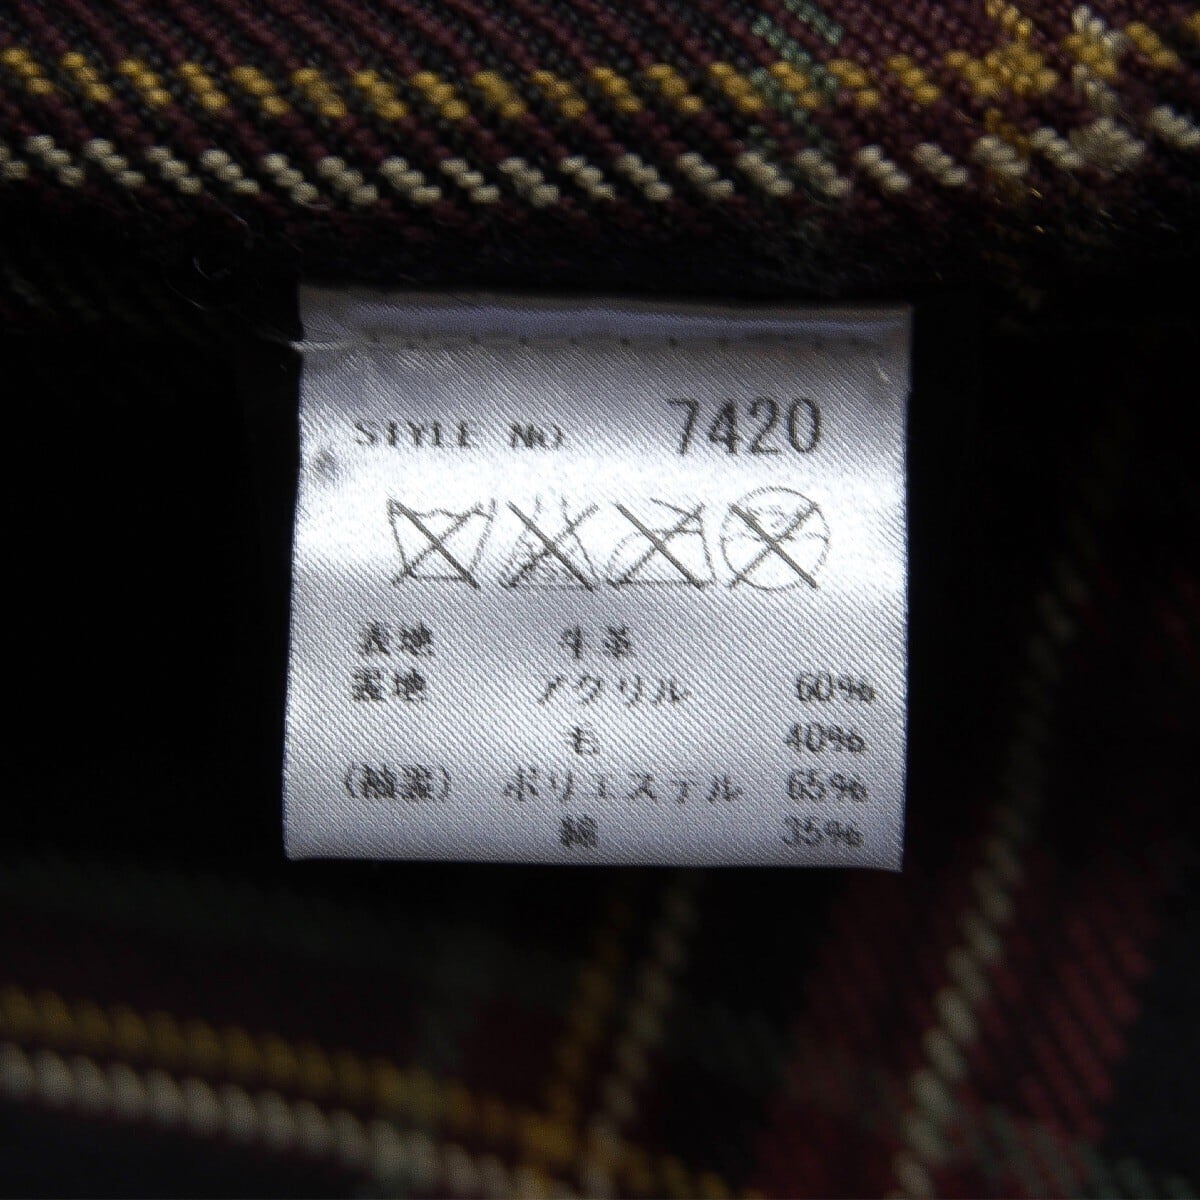 STYLE No 7420
表地 牛革
裏地 アクリル 60%
毛 40%
(袖裏) ポリエステル 65%
綿 35%